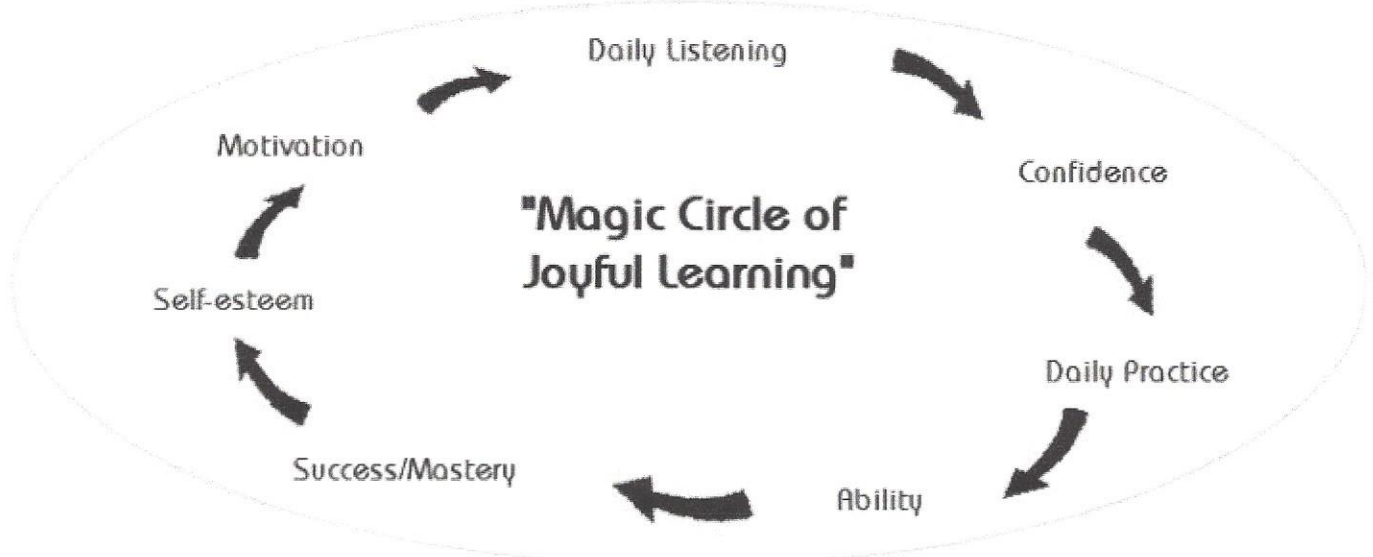 Daily Listening
Confidence
Daily Practice
Ability
Success/Mastery
Self-esteem
Motivation
"Magic Circle of
Joyful Learning"